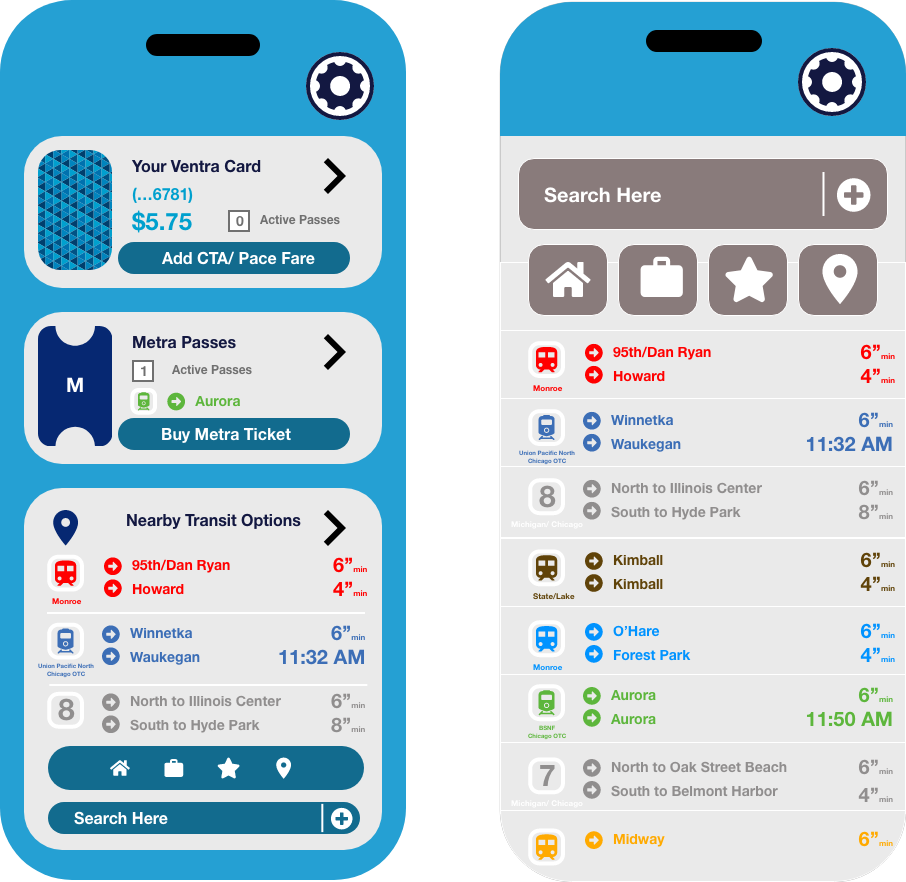 Your Ventra Card
(...6781)
$5.75
0 Active Passes
Add CTA/ Pace Fare
Metra Passes
1 Active Passes
M
Aurora
Buy Metra Ticket
Nearby Transit Options
95th/Dan Ryan 6” min
Howard 4” min
Monroe
Winnetka 6” min
Waukegan 11:32 AM
Union Pacific North
Chicago OTC
8
North to Illinois Center 6” min
South to Hyde Park 8” min
Search Here
Search Here
95th/Dan Ryan 6” min
Howard 4” min
Monroe
Winnetka 6” min
Waukegan 11:32 AM
Union Pacific North
Chicago OTC
8
North to Illinois Center 6” min
South to Hyde Park 8” min
Michigan/ Chicago
Kimball 6” min
Kimball 4” min
State/Lake
O’Hare 6” min
Forest Park 4” min
Monroe
Aurora 6” min
Aurora 11:50 AM
BSNF
Chicago OTC
7
North to Oak Street Beach 6” min
South to Belmont Harbor 4” min
Michigan/ Chicago
Midway 6” min